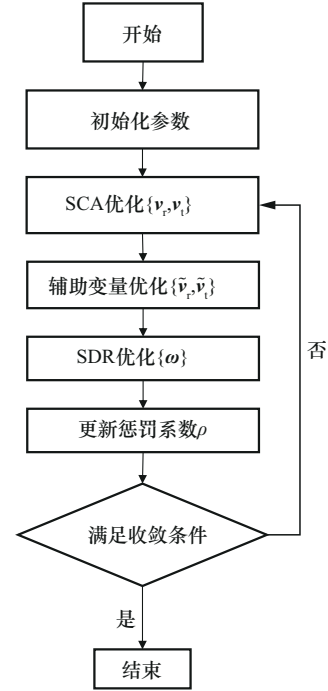 开始
初始化参数
SCA优化{𝒗ᵣ,𝒗ₜ}
辅助变量优化{𝒗̃ᵣ,𝒗̃ₜ}
SDR优化{𝝎}
否
更新惩罚系数ρ
满足收敛条件
是
结束